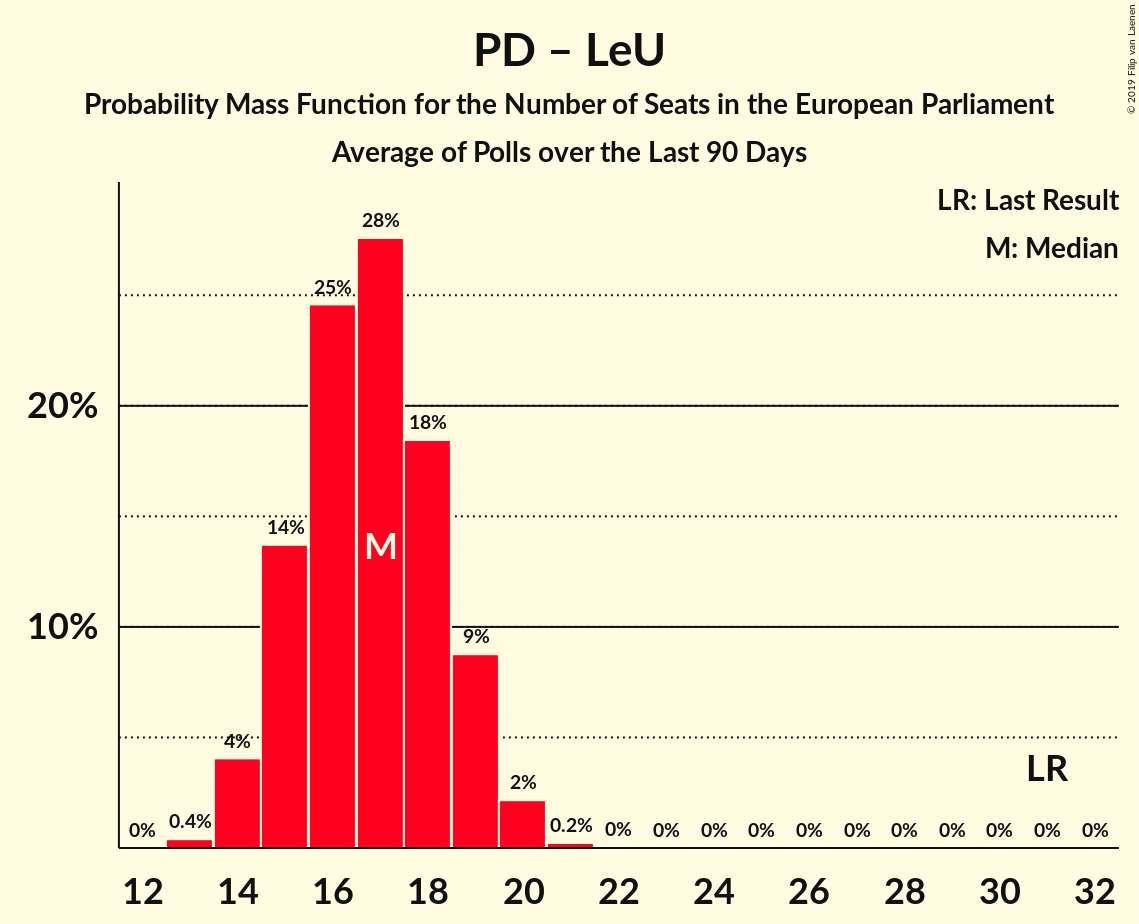 PD – LeU
Probability Mass Function for the Number of Seats in the European Parliament
Average of Polls over the Last 90 Days
© 2019 Filip van Laenen
LR: Last Result
M: Median
28%
25%
20%
18%
14%
M
10%
9%
4%
LR
2%
0% 0.4% 0.2% 0% 0% 0% 0% 0% 0% 0% 0% 0% 0% 0%
12 14 16 18 20 22 24 26 28 30 32